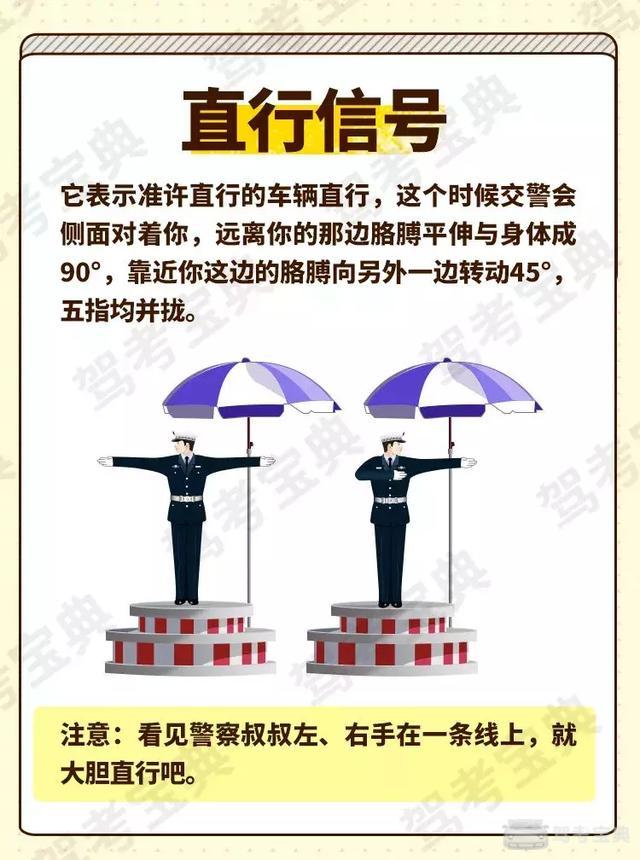 直行信号
它表示准许直行的车辆直行，这个时候交警会
侧面对着你，远离你的那边胳膊平伸与身体成
90°，靠近你这边的胳膊向另外一边转动45°，
五指均并拢。
注意：看见警察叔叔左、右手在一条线上，就
大胆直行吧。
驾考宝典